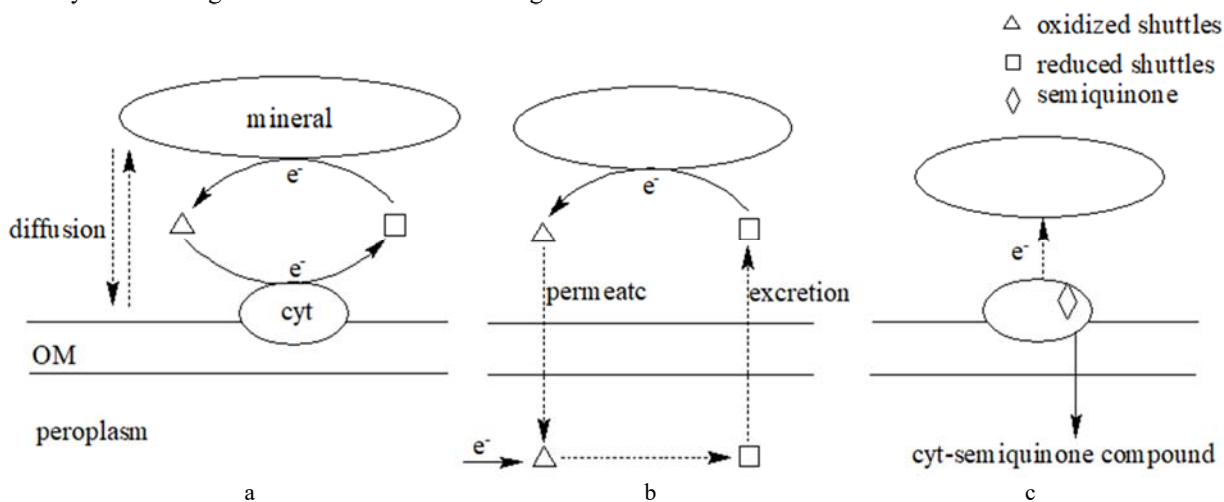 oxidized shuttles
reduced shuttles
semiquinone
mineral
e-
diffusion
e-
cyt
OM
peroplasm
a
e-
permeatc
excretion
e-
b
e-
cyt-semiquinone compound
c